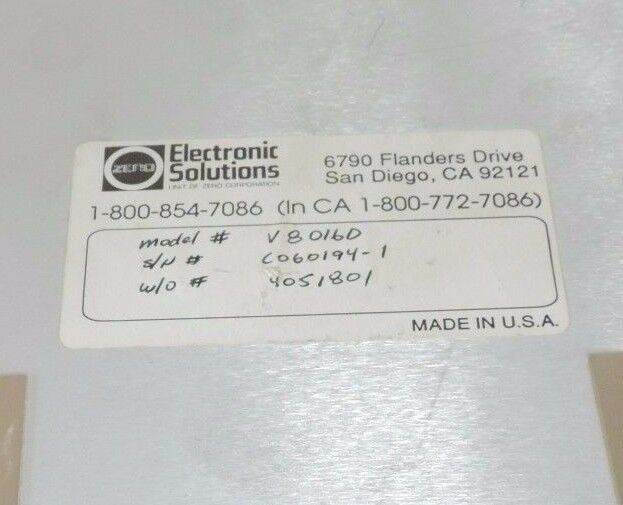 ZERO
Electronic
Solutions
UNIT OF ZERO CORPORATION
6790 Flanders Drive
San Diego, CA 92121
1-800-854-7086 (In CA 1-800-772-7086)
model # V8016D
S/N # C060194-1
W/O # 4051801
MADE IN U.S.A.